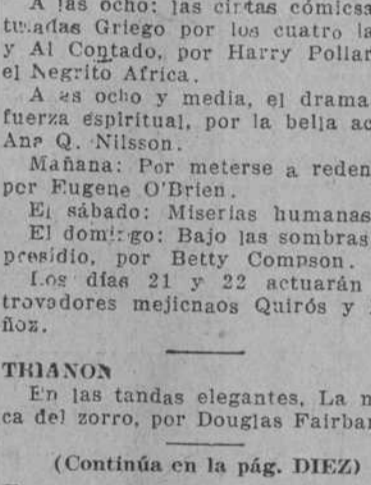 A las ocho: las cintas cómicas
tuladas Griego por los cuatro la
y Al Contado, por Harry Pollar
el Negrito Africa.
A las ocho y media, el drama
fuerza espiritual, por la bella ac
Ana Q. Nilsson.
Mañana: Por meterse a reden
por Eugene O'Brien.
El sábado: Miserias humanas
El domingo: Bajo las sombras
presidio, por Betty Compson.
Los días 21 y 22 actuarán
trovadores mejicnaos Quirós y
ñoz.
TRIANON
En las tandas elegantes, La m
ca del zorro, por Douglas Fairban
(Continúa en la pág. DIEZ)